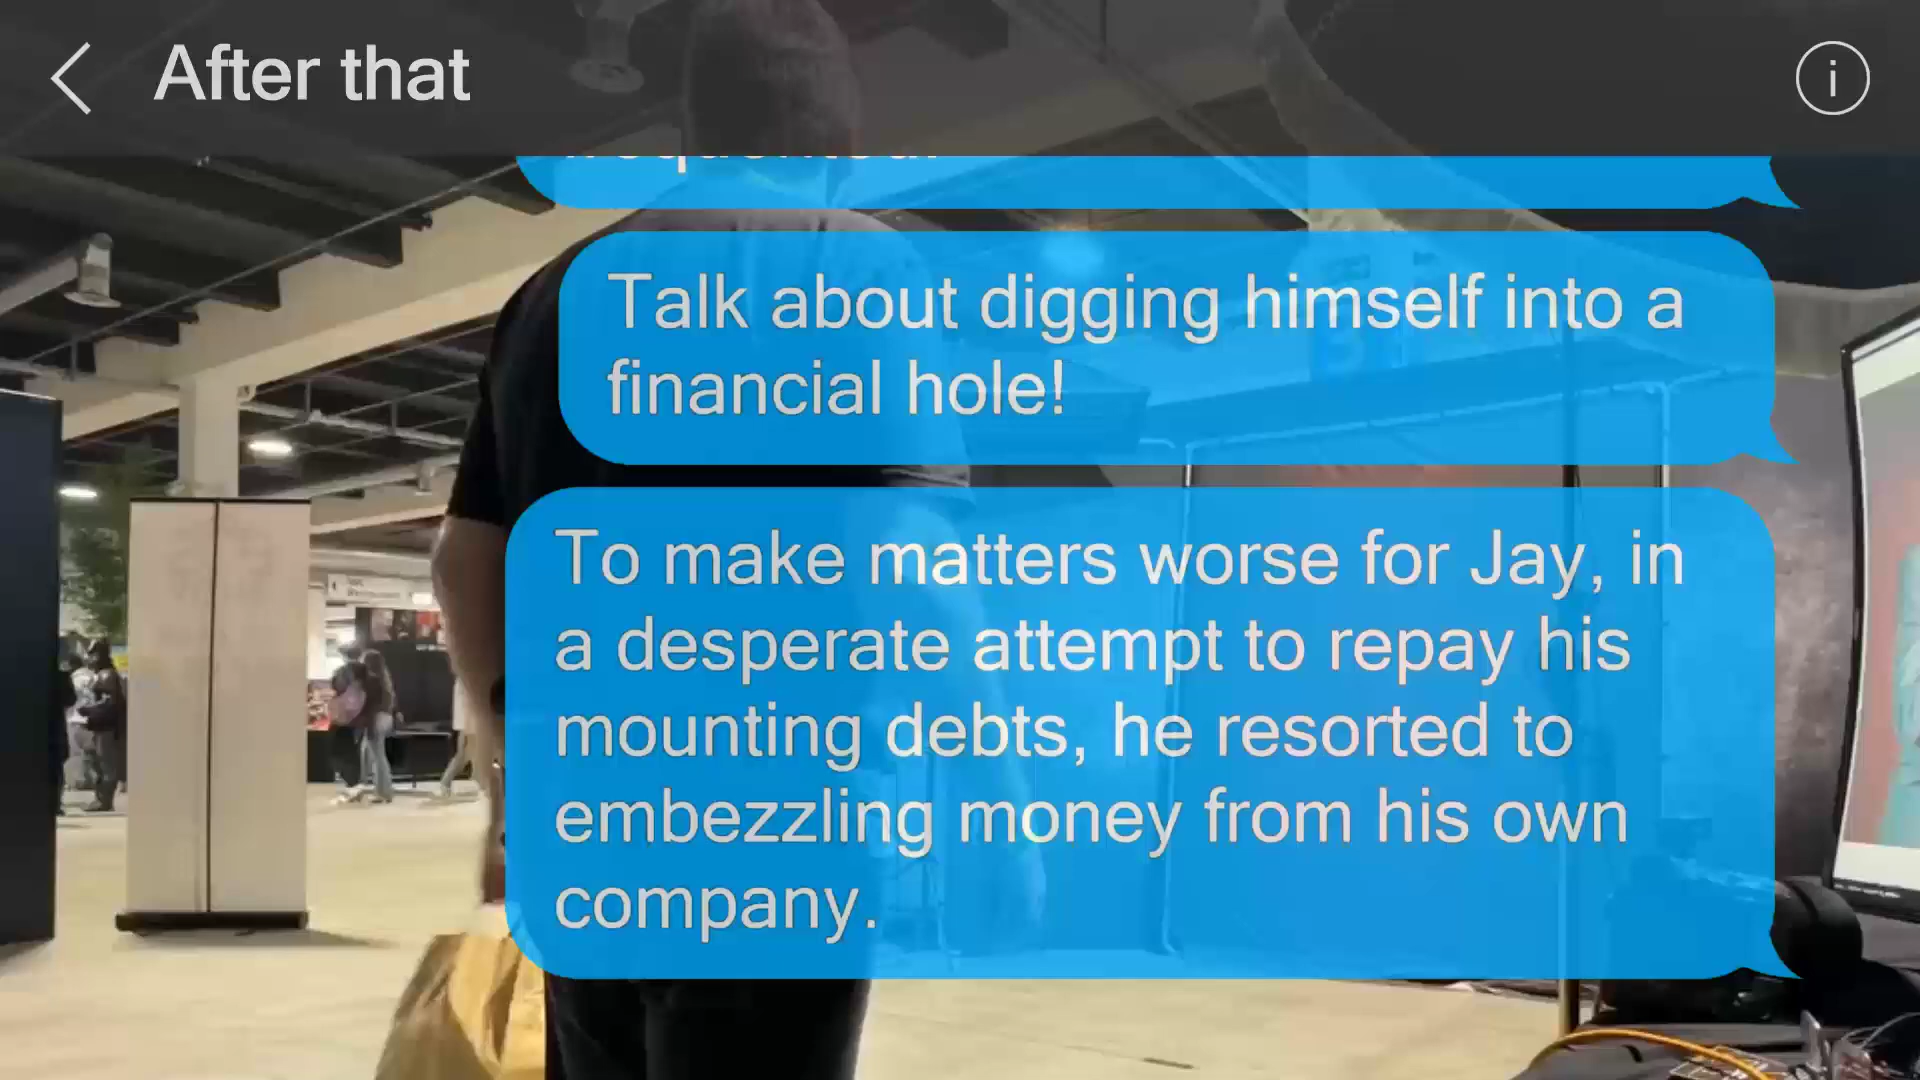 After that
Talk about digging himself into a
financial hole!
To make matters worse for Jay, in
a desperate attempt to repay his
mounting debts, he resorted to
embezzling money from his own
company.